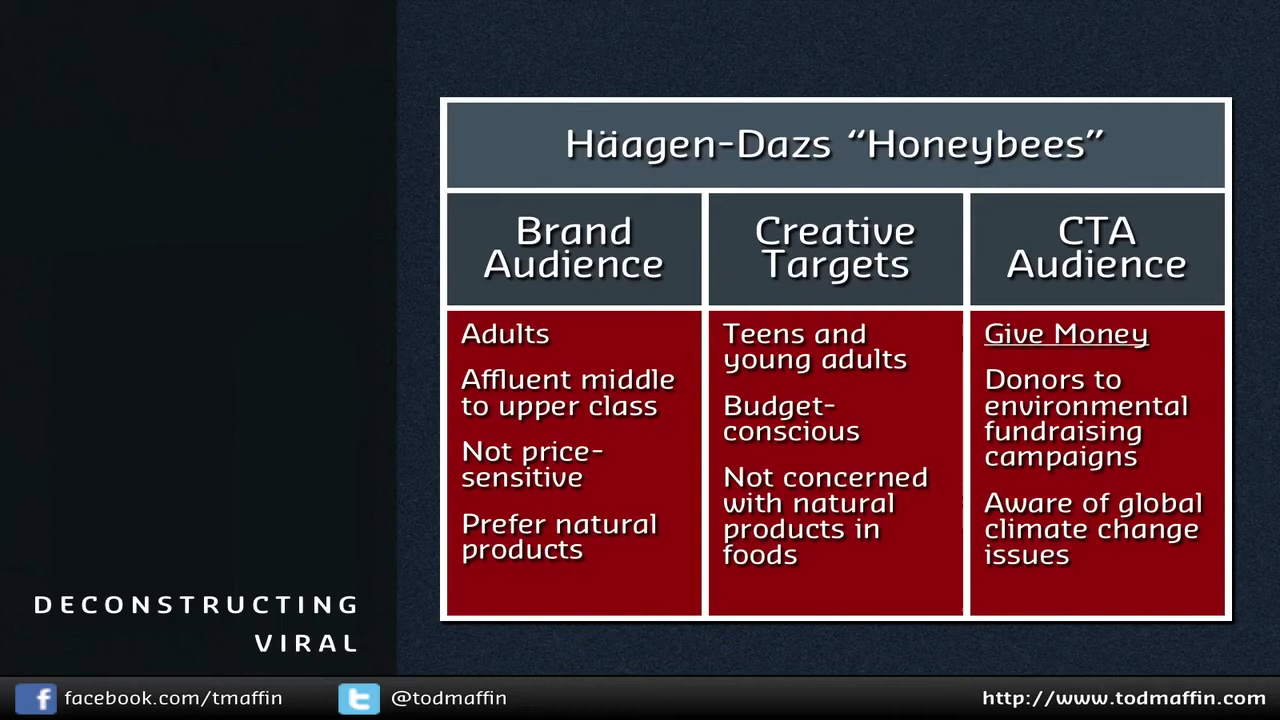 Häagen-Dazs “Honeybees”
Brand
Audience
Creative
Targets
CTA
Audience
Adults
Affluent middle
to upper class
Not price-
sensitive
Prefer natural
products
Teens and
young adults
Budget-
conscious
Not concerned
with natural
products in
foods
Give Money
Donors to
environmental
fundraising
campaigns
Aware of global
climate change
issues
DECONSTRUCTING
VIRAL
facebook.com/tmaffin
@todmaffin
http://www.todmaffin.com